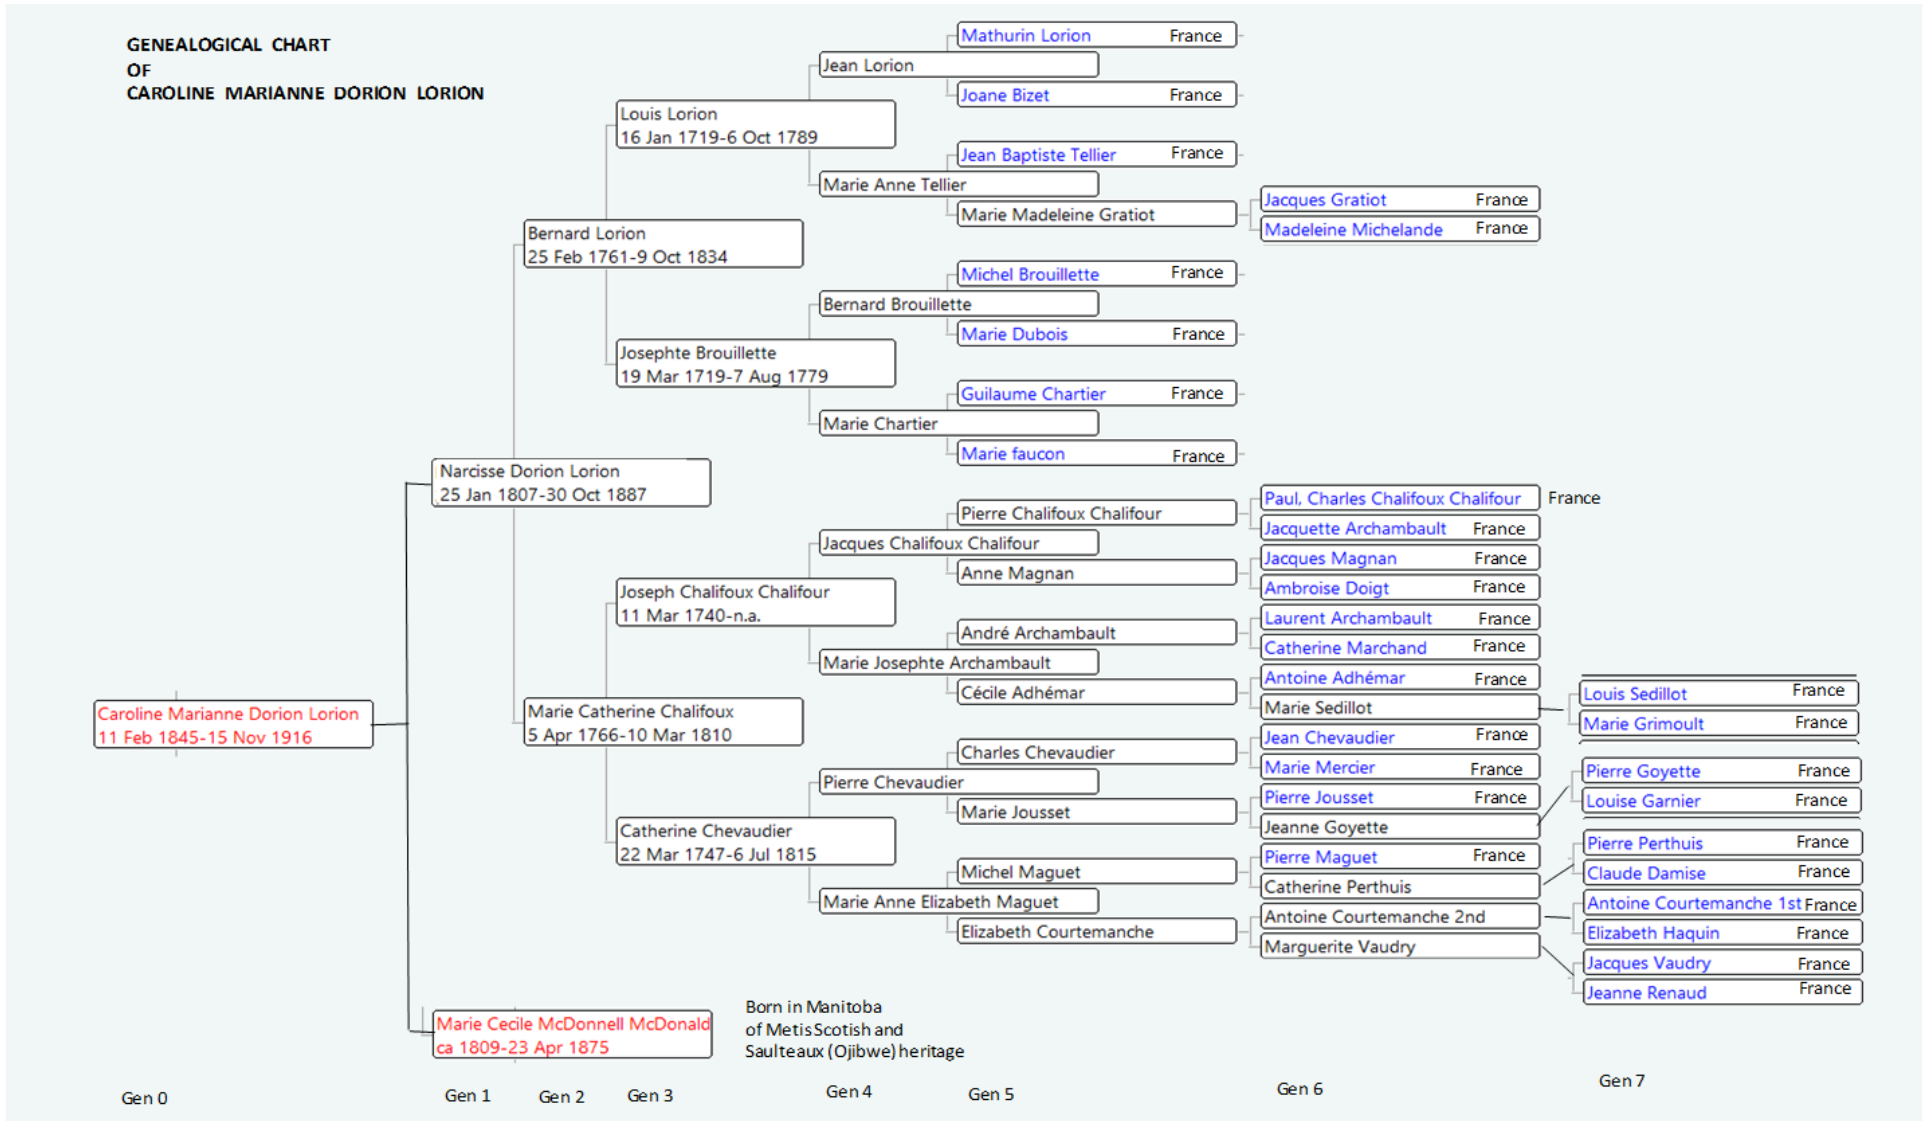 GENEALOGICAL CHART
OF
CAROLINE MARIANNE DORION LORION
Mathurin Lorion France
Jean Lorion
Joane Bizet France
Louis Lorion
16 Jan 1719-6 Oct 1789
Jean Baptiste Tellier France
Marie Anne Tellier
Marie Madeleine Gratiot
Jacques Gratiot France
Madeleine Michelande France
Bernard Lorion
25 Feb 1761-9 Oct 1834
Michel Brouillette France
Bernard Brouillette
Marie Dubois France
Josephte Brouillette
19 Mar 1719-7 Aug 1779
Guilaume Chartier France
Marie Chartier
Marie faucon France
Narcisse Dorion Lorion
25 Jan 1807-30 Oct 1887
Paul, Charles Chalifoux Chalifour France
Pierre Chalifoux Chalifour
Jacquette Archambault France
Jacques Chalifoux Chalifour
Jacques Magnan France
Anne Magnan
Ambroise Doigt France
Joseph Chalifoux Chalifour
11 Mar 1740-n.a.
Laurent Archambault France
André Archambault
Catherine Marchand France
Marie Josephte Archambault
Antoine Adhémar France
Cécile Adhémar
Marie Sedillot
Louis Sedillot France
Marie Grimoult France
Caroline Marianne Dorion Lorion
11 Feb 1845-15 Nov 1916
Marie Catherine Chalifoux
5 Apr 1766-10 Mar 1810
Jean Chevaudier France
Charles Chevaudier
Marie Mercier France
Pierre Chevaudier
Pierre Jousset France
Marie Jousset
Jeanne Goyette
Pierre Goyette France
Louise Garnier France
Catherine Chevaudier
22 Mar 1747-6 Jul 1815
Pierre Maguet France
Michel Maguet
Catherine Perthuis
Pierre Perthuis France
Claude Damise France
Marie Anne Elizabeth Maguet
Antoine Courtemanche 2nd
Antoine Courtemanche 1st France
Elizabeth Haquin France
Elizabeth Courtemanche
Marguerite Vaudry
Jacques Vaudry France
Jeanne Renaud France
Marie Cecile McDonnell McDonald
ca 1809-23 Apr 1875
Born in Manitoba
of Metis Scotish and
Saulteaux (Ojibwe) heritage
Gen 0 Gen 1 Gen 2 Gen 3 Gen 4 Gen 5 Gen 6 Gen 7